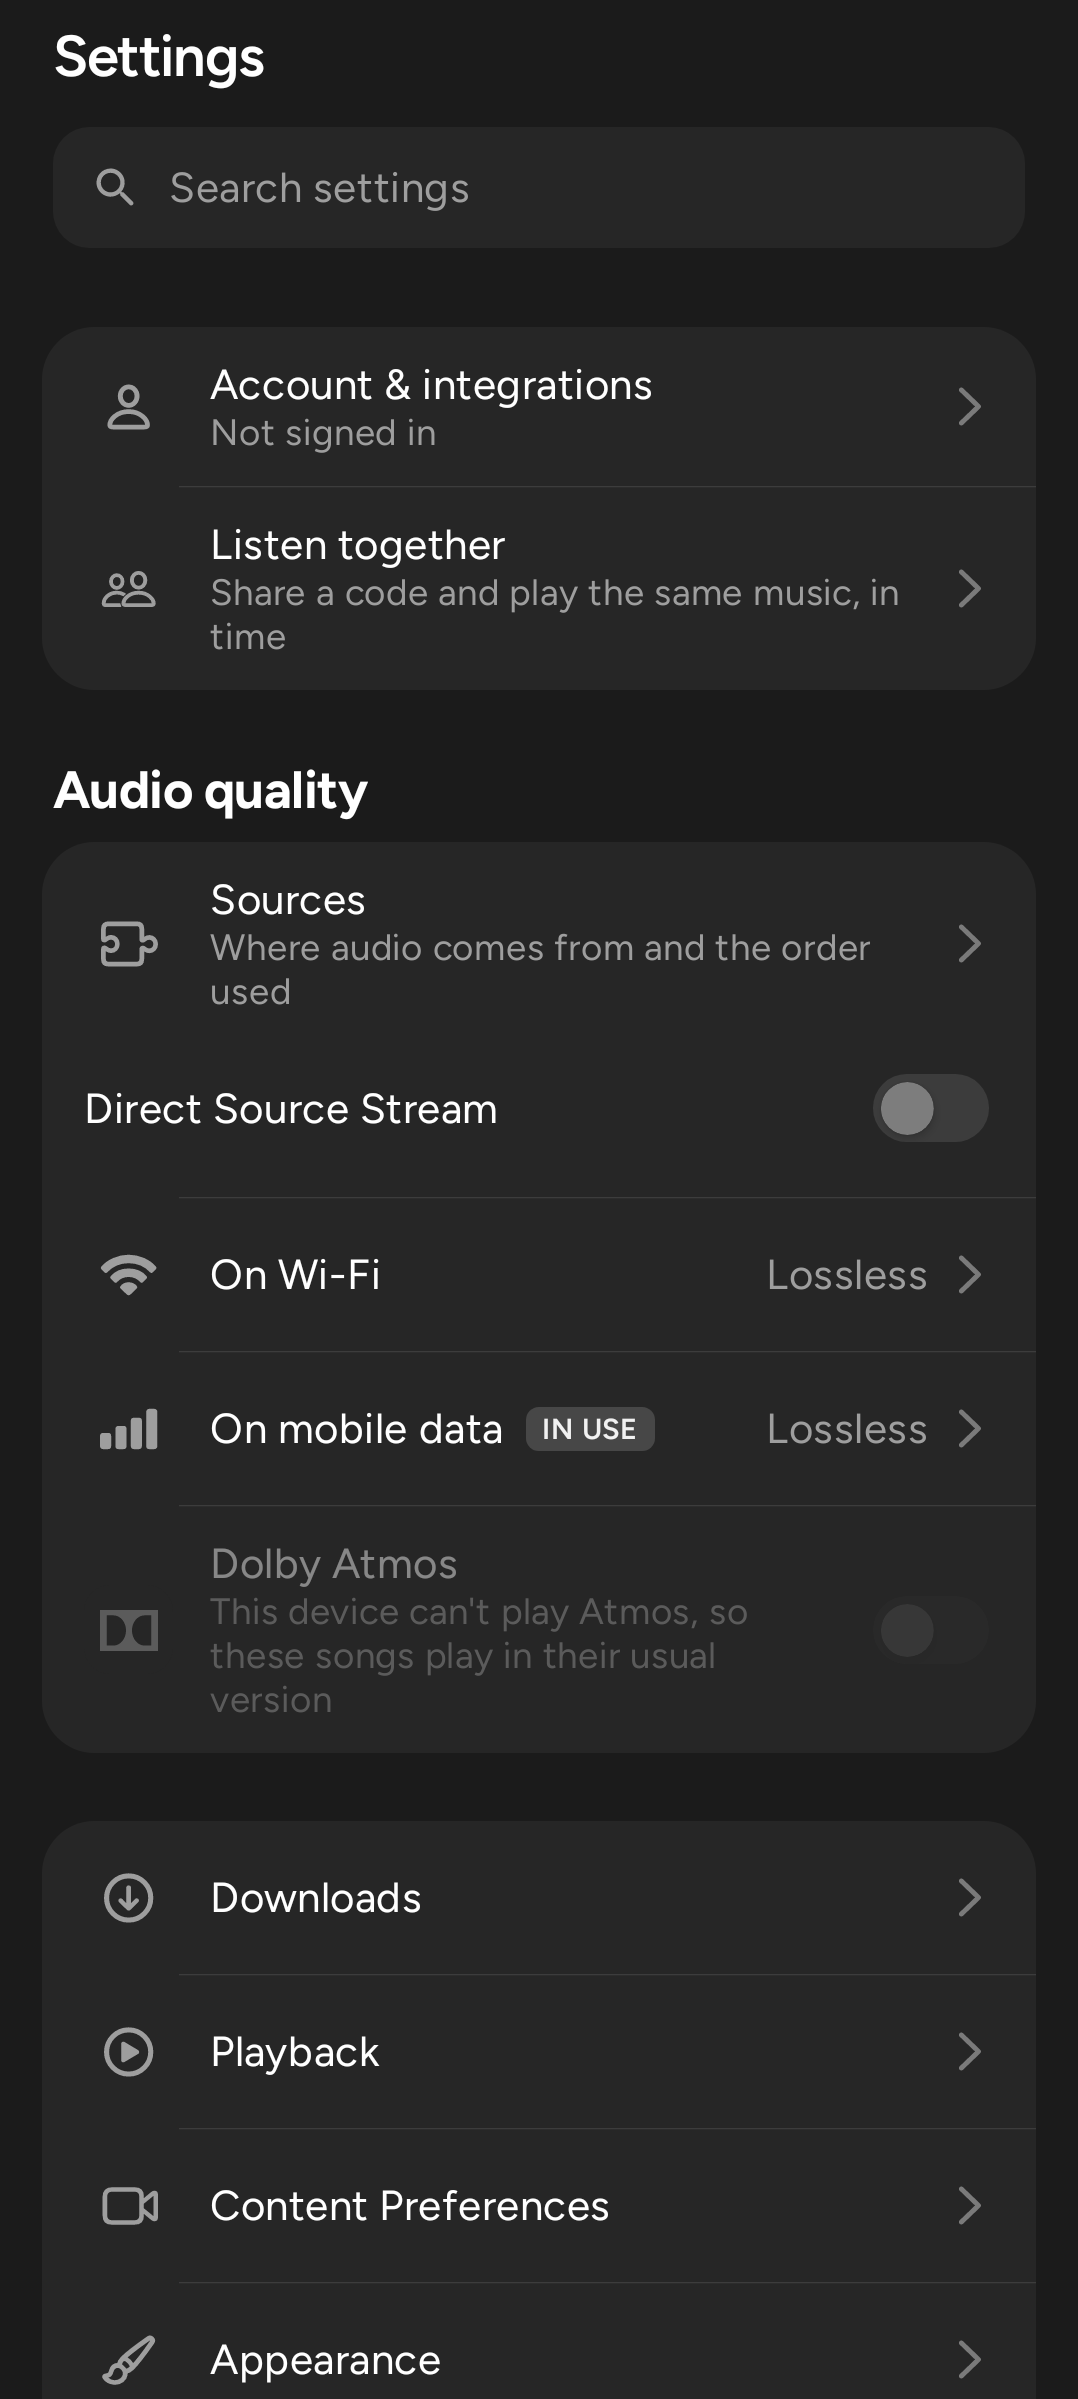 Settings
Search settings
Account & integrations
Not signed in
Listen together
Share a code and play the same music, in
time
Audio quality
Sources
Where audio comes from and the order
used
Direct Source Stream
On Wi-Fi
Lossless
On mobile data
IN USE
Lossless
Dolby Atmos
This device can't play Atmos, so
these songs play in their usual
version
Downloads
Playback
Content Preferences
Appearance